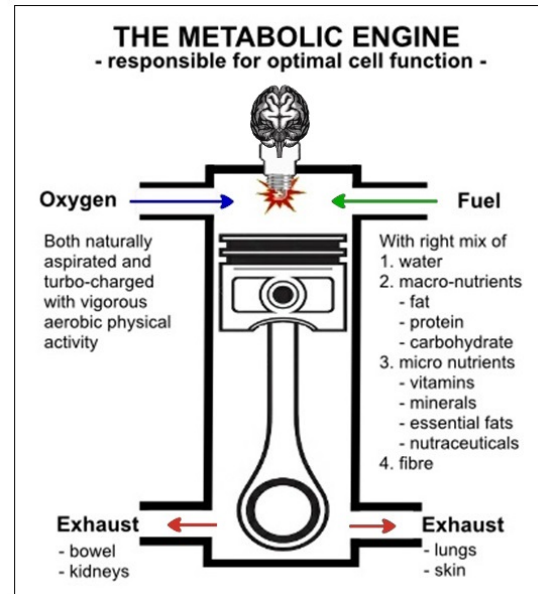 THE METABOLIC ENGINE
- responsible for optimal cell function -
Oxygen
Both naturally
aspirated and
turbo-charged
with vigorous
aerobic physical
activity
Fuel
With right mix of
1. water
2. macro-nutrients
- fat
- protein
- carbohydrate
3. micro nutrients
- vitamins
- minerals
- essential fats
- nutraceuticals
4. fibre
Exhaust
- bowel
- kidneys
Exhaust
- lungs
- skin